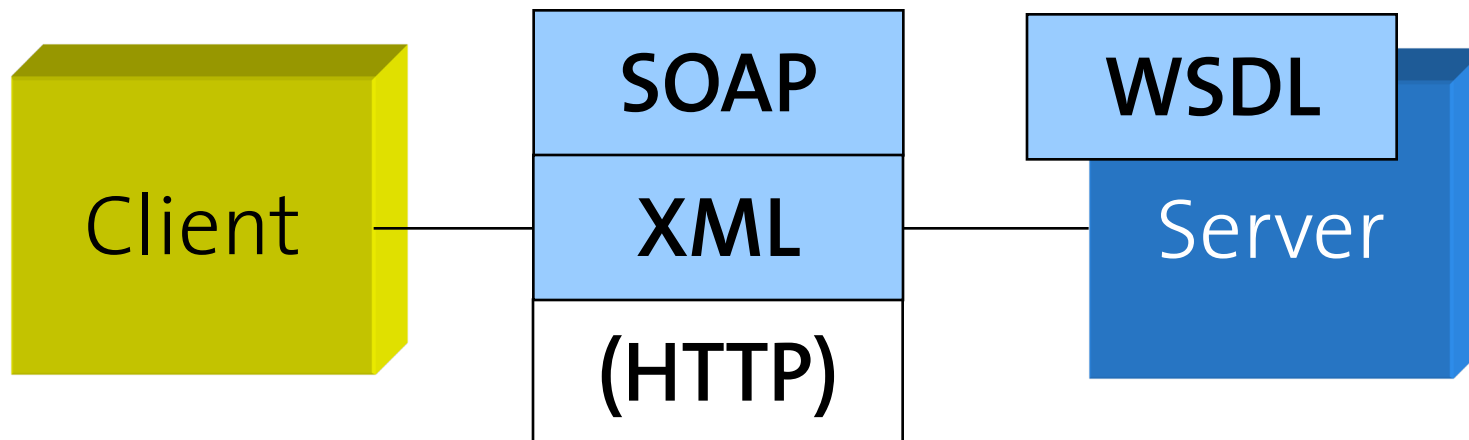 Client
SOAP
XML
(HTTP)
WSDL
Server